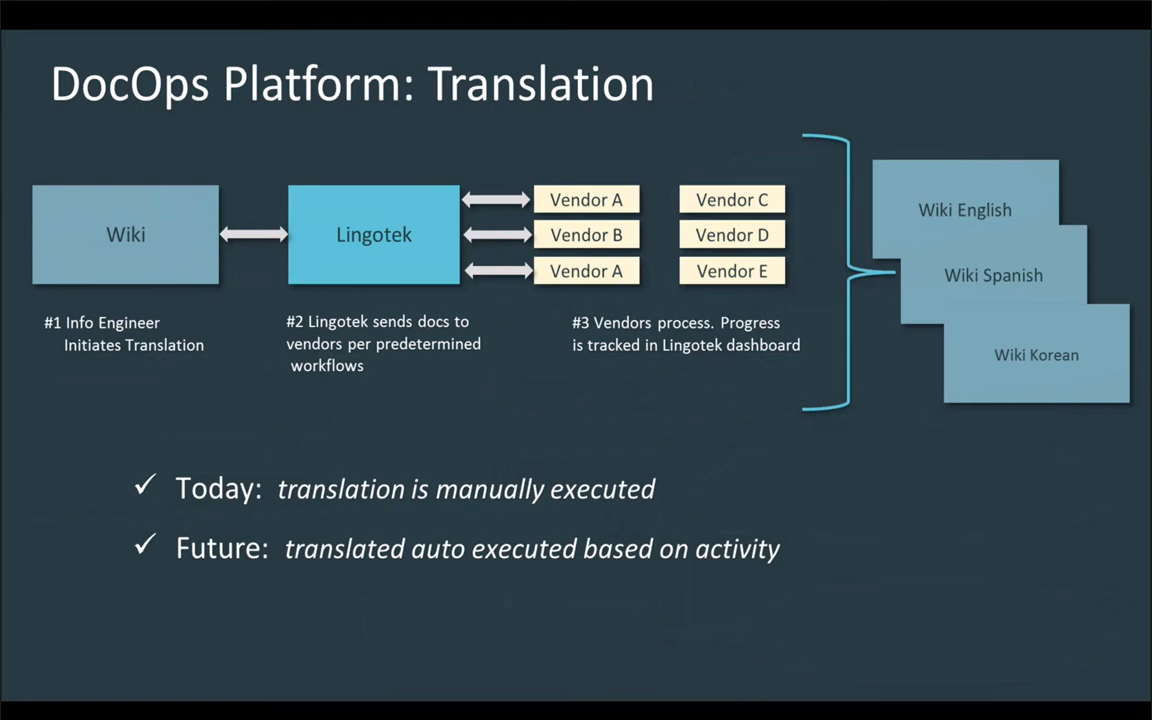 DocOps Platform: Translation
Wiki
Lingotek
Vendor A
Vendor C
Vendor B
Vendor D
Vendor A
Vendor E
Wiki English
Wiki Spanish
Wiki Korean
#1 Info Engineer
Initiates Translation
#2 Lingotek sends docs to
vendors per predetermined
workflows
#3 Vendors process. Progress
is tracked in Lingotek dashboard
✓ Today: translation is manually executed
✓ Future: translated auto executed based on activity